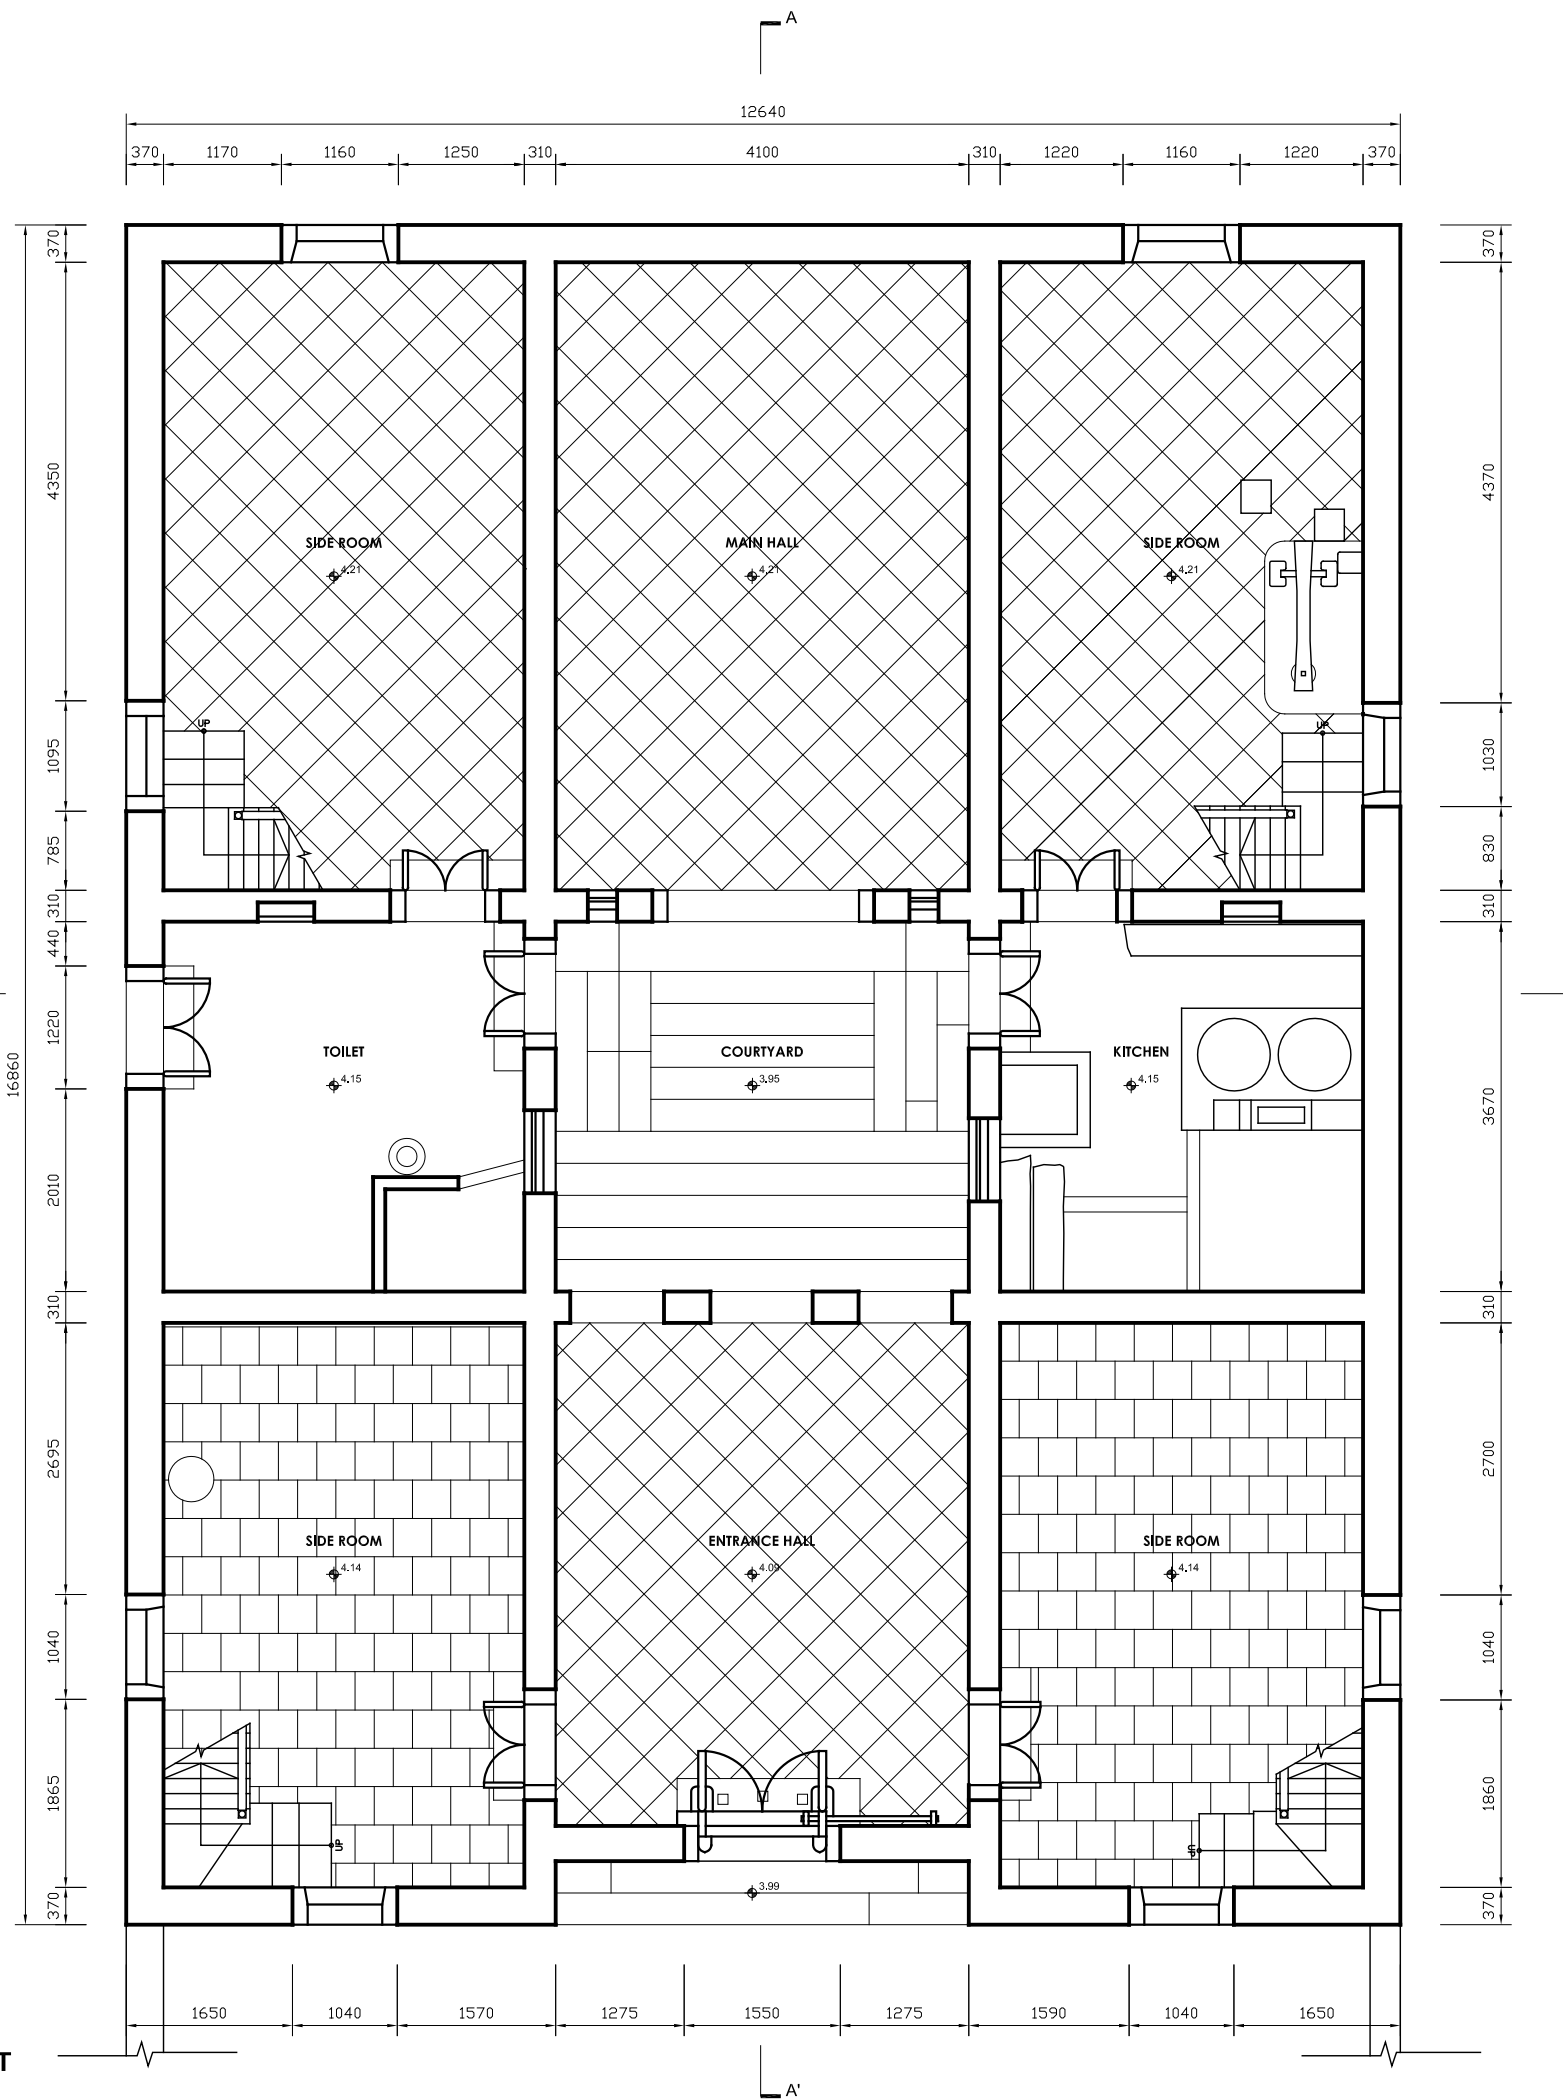 A
12640
370 1170 1160 1250 310 4100 310 1220 1160 1220 370
370
370
4350
4370
SIDE ROOM
MAIN HALL
SIDE ROOM
4.21
4.21
4.21
UP
UP
1095
1030
785
830
310
310
440
1220
3670
16860
TOILET
COURTYARD
KITCHEN
4.15
3.95
4.15
2010
310
310
2695
2700
SIDE ROOM
ENTRANCE HALL
SIDE ROOM
4.14
4.09
4.14
1040
1040
1865
1860
UP
UP
370
3.99
370
1650 1040 1570 1275 1550 1275 1590 1040 1650
T
A'